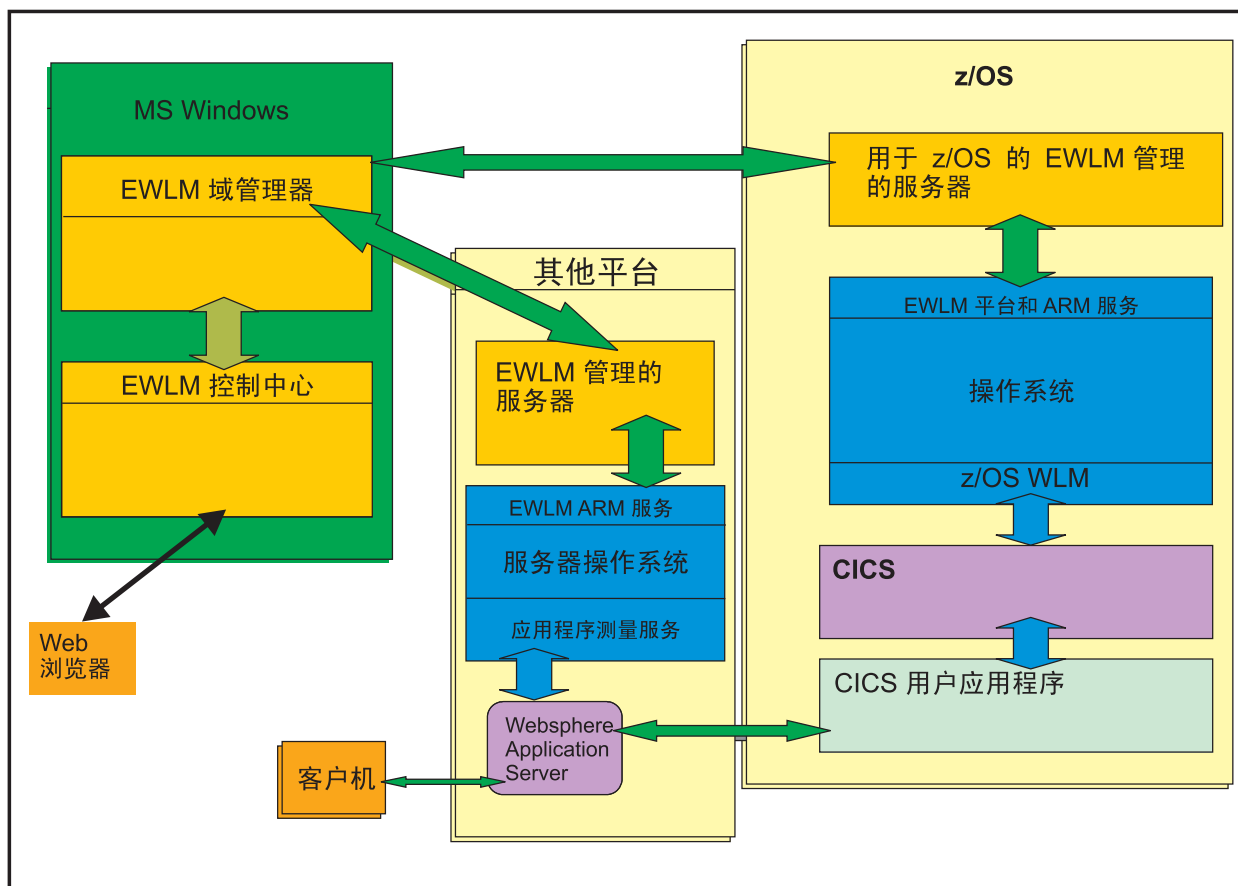 MS Windows
EWLM 域管理器
EWLM 控制中心
Web
浏览器
客户机
其他平台
EWLM 管理的
服务器
EWLM ARM 服务
服务器操作系统
应用程序测量服务
Websphere
Application
Server
z/OS
用于 z/OS 的 EWLM 管理
的服务器
EWLM 平台和 ARM 服务
操作系统
z/OS WLM
CICS
CICS 用户应用程序